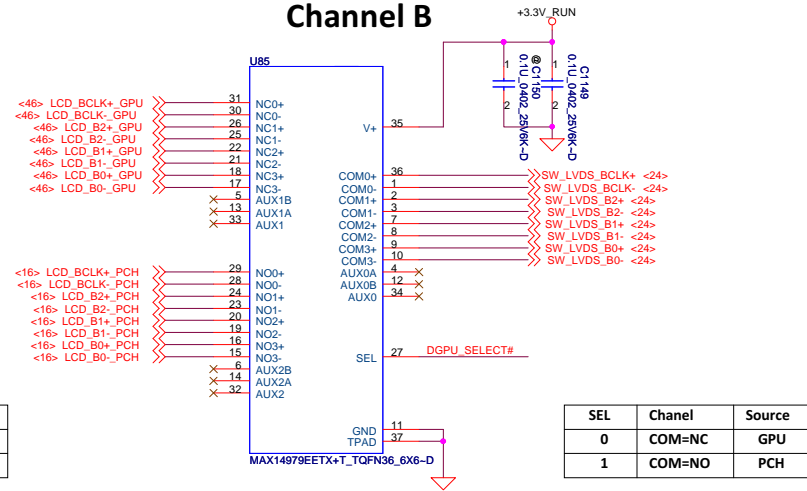 Channel B
+3.3V_RUN
U85
1
1
@C1150
0.1U_0402_25V6K~D
C1149
0.1U_0402_25V6K~D
2
2
<46> LCD_BCLK+_GPU 31 NC0+
<46> LCD_BCLK-_GPU 30 NC0-
<46> LCD_B2+_GPU 26 NC1+
<46> LCD_B2-_GPU 25 NC1-
<46> LCD_B1+_GPU 22 NC2+
<46> LCD_B1-_GPU 21 NC2-
<46> LCD_B0+_GPU 18 NC3+
<46> LCD_B0-_GPU 17 NC3-
5 AUX1B
13 AUX1A
33 AUX1
V+ 35
COM0+ 36 SW_LVDS_BCLK+ <24>
COM0- 1 SW_LVDS_BCLK- <24>
COM1+ 2 SW_LVDS_B2+ <24>
COM1- 3 SW_LVDS_B2- <24>
COM2+ 7 SW_LVDS_B1+ <24>
COM2- 8 SW_LVDS_B1- <24>
COM3+ 9 SW_LVDS_B0+ <24>
COM3- 10 SW_LVDS_B0- <24>
AUX0A 4
AUX0B 12
AUX0 34
<16> LCD_BCLK+_PCH 29 NO0+
<16> LCD_BCLK-_PCH 28 NO0-
<16> LCD_B2+_PCH 24 NO1+
<16> LCD_B2-_PCH 23 NO1-
<16> LCD_B1+_PCH 20 NO2+
<16> LCD_B1-_PCH 19 NO2-
<16> LCD_B0+_PCH 16 NO3+
<16> LCD_B0-_PCH 15 NO3-
6 AUX2B
14 AUX2A
32 AUX2
SEL 27 DGPU_SELECT#
GND 11
TPAD 37
MAX14979EETX+T_TQFN36_6X6~D
SEL Chanel Source
0 COM=NC GPU
1 COM=NO PCH